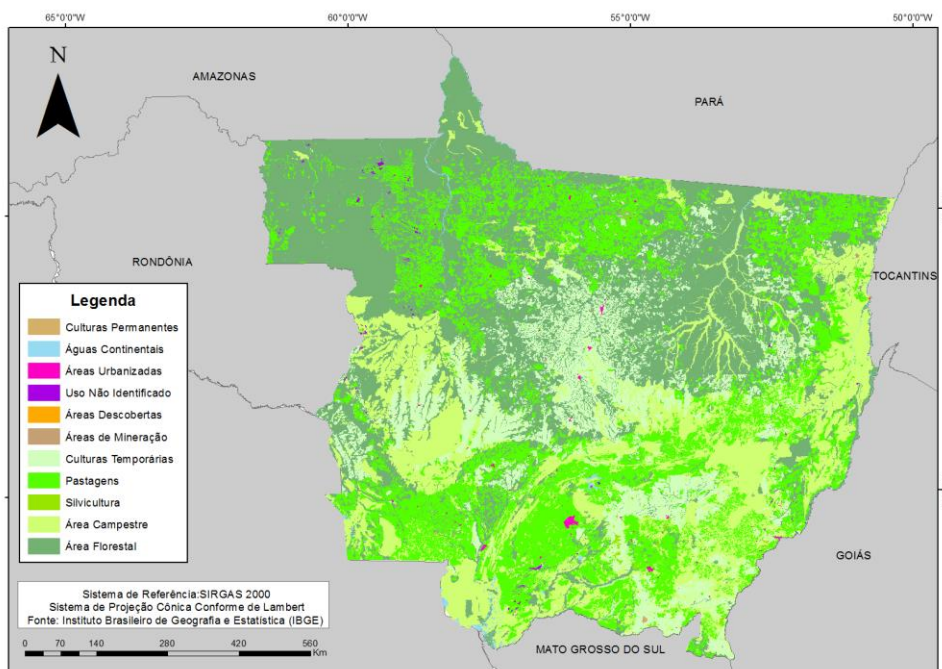 65°0'0"W 60°0'0"W 55°0'0"W 50°0'0"W
N
AMAZONAS
PARÁ
RONDÔNIA
TOCANTINS
Legenda
Culturas Permanentes
Águas Continentais
Áreas Urbanizadas
Uso Não Identificado
Áreas Descobertas
Áreas de Mineração
Culturas Temporárias
Pastagens
Silvicultura
Área Campestre
Área Florestal
GOIÁS
Sistema de Referência:SIRGAS 2000
Sistema de Projeção Cónica Conforme de Lambert
Fonte: Instituto Brasileiro de Geografia e Estatística (IBGE)
MATO GROSSO DO SUL
0 70 140 280 420 560
Km